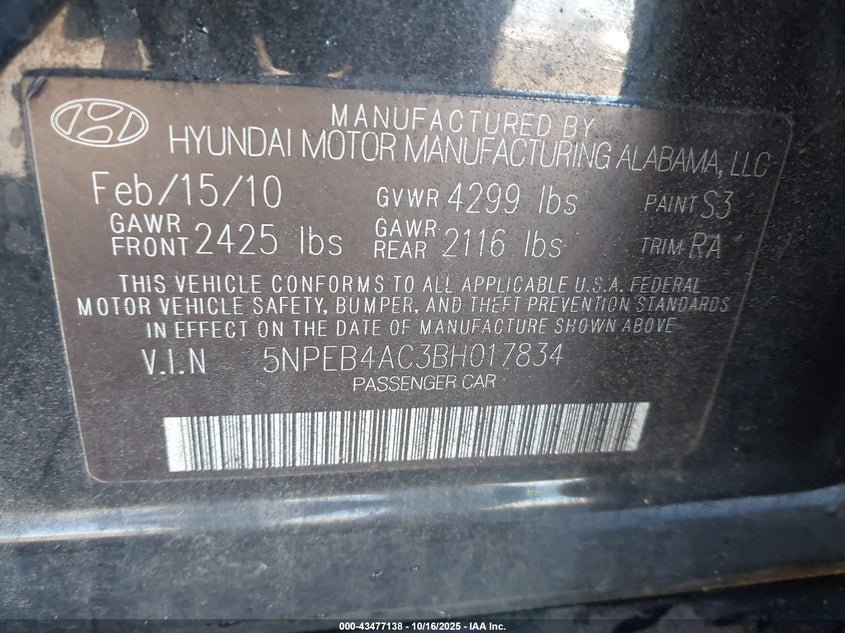 MANUFACTURED BY
HYUNDAI MOTOR MANUFACTURING ALABAMA, LLC
Feb/15/10 GVWR 4299 lbs PAINT S3
GAWR FRONT 2425 lbs GAWR REAR 2116 lbs TRIM RA
THIS VEHICLE CONFORMS TO ALL APPLICABLE U.S.A. FEDERAL
MOTOR VEHICLE SAFETY, BUMPER, AND THEFT PREVENTION STANDARDS
IN EFFECT ON THE DATE OF MANUFACTURE SHOWN ABOVE
V.I.N 5NPEB4AC3BH017834
PASSENGER CAR
000-43477138 - 10/16/2025 - IAA Inc.